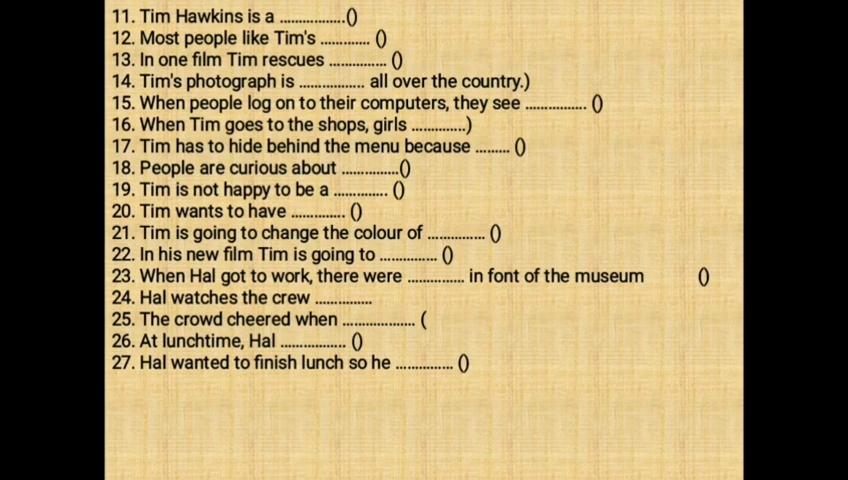 11. Tim Hawkins is a .................()
12. Most people like Tim's ............. ()
13. In one film Tim rescues ............... ()
14. Tim's photograph is ................. all over the country.)
15. When people log on to their computers, they see ................ ()
16. When Tim goes to the shops, girls ..............)
17. Tim has to hide behind the menu because ......... ()
18. People are curious about ...............()
19. Tim is not happy to be a .............. ()
20. Tim wants to have .............. ()
21. Tim is going to change the colour of ............... ()
22. In his new film Tim is going to ............... ()
23. When Hal got to work, there were ............... in font of the museum ()
24. Hal watches the crew ...............
25. The crowd cheered when ................... (
26. At lunchtime, Hal ................. ()
27. Hal wanted to finish lunch so he ............... ()